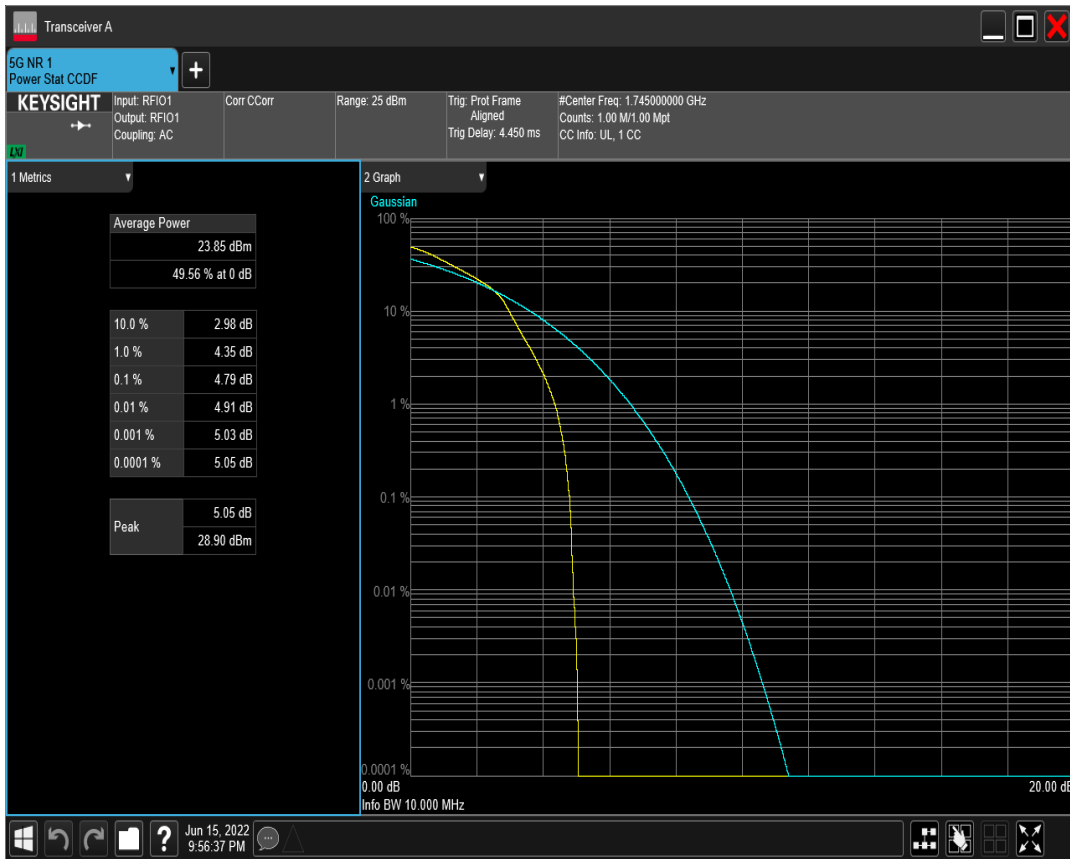 Transceiver A
5G NR 1
Power Stat CCDF
+
KEYSIGHT
LXI
Input: RFIO1
Output: RFIO1
Coupling: AC
Corr CCorr
Range: 25 dBm
Trig: Prot Frame
Aligned
Trig Delay: 4.450 ms
#Center Freq: 1.745000000 GHz
Counts: 1.00 M/1.00 Mpt
CC Info: UL, 1 CC
1 Metrics
Average Power
23.85 dBm
49.56 % at 0 dB
10.0 % 2.98 dB
1.0 % 4.35 dB
0.1 % 4.79 dB
0.01 % 4.91 dB
0.001 % 5.03 dB
0.0001 % 5.05 dB
Peak
5.05 dB
28.90 dBm
2 Graph
Gaussian
100 %
10 %
1 %
0.1 %
0.01 %
0.001 %
0.0001 %
0.00 dB 20.00 dB
Info BW 10.000 MHz
?
Jun 15, 2022
9:56:37 PM